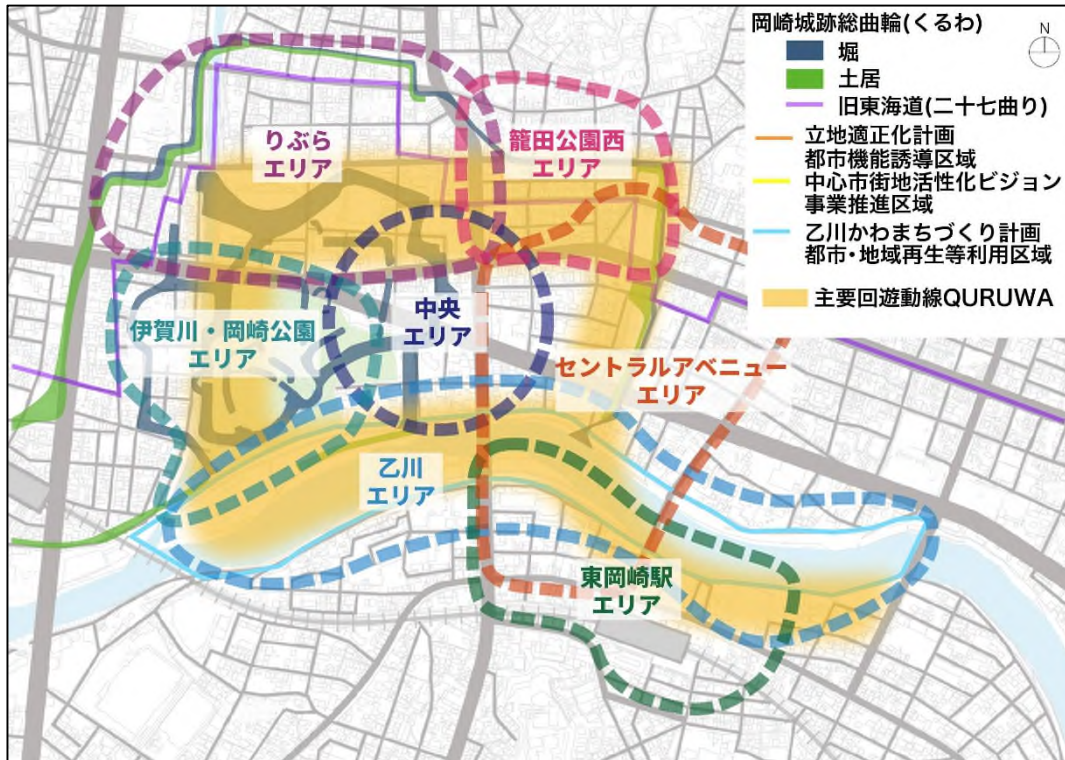 岡崎城跡総曲輪(くるわ)
堀
土居
旧東海道(二十七曲り)
立地適正化計画
都市機能誘導区域
中心市街地活性化ビジョン
事業推進区域
乙川かわまちづくり計画
都市・地域再生等利用区域
主要回遊動線QURUWA
N
りぶら
エリア
籠田公園西
エリア
伊賀川・岡崎公園
エリア
中央
エリア
セントラルアベニュー
エリア
乙川
エリア
東岡崎駅
エリア